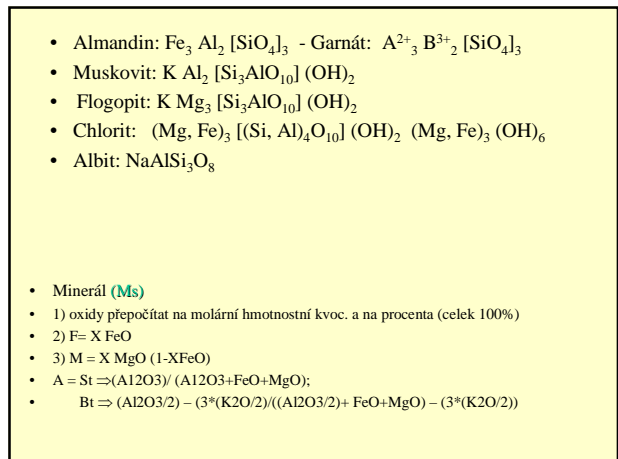 • Almandin: Fe₃ Al₂ [SiO₄]₃ - Garnát: A²⁺₃ B³⁺₂ [SiO₄]₃
• Muskovit: K Al₂ [Si₃AlO₁₀] (OH)₂
• Flogopit: K Mg₃ [Si₃AlO₁₀] (OH)₂
• Chlorit: (Mg, Fe)₃ [(Si, Al)₄O₁₀] (OH)₂ (Mg, Fe)₃ (OH)₆
• Albit: NaAlSi₃O₈
• Minerál (Ms)
• 1) oxidy přepočítat na molární hmotnostní kvoc. a na procenta (celek 100%)
• 2) F= X FeO
• 3) M = X MgO (1-XFeO)
• A = St ⇒(A12O3)/ (A12O3+FeO+MgO);
• Bt ⇒ (Al2O3/2) – (3*(K2O/2)/((Al2O3/2)+ FeO+MgO) – (3*(K2O/2))